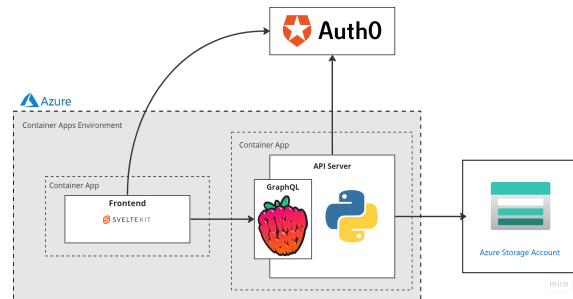 Auth0
Azure
Container Apps Environment
Container App
API Server
GraphQL
Container App
Frontend
SVELTEKIT
Azure Storage Account
miro